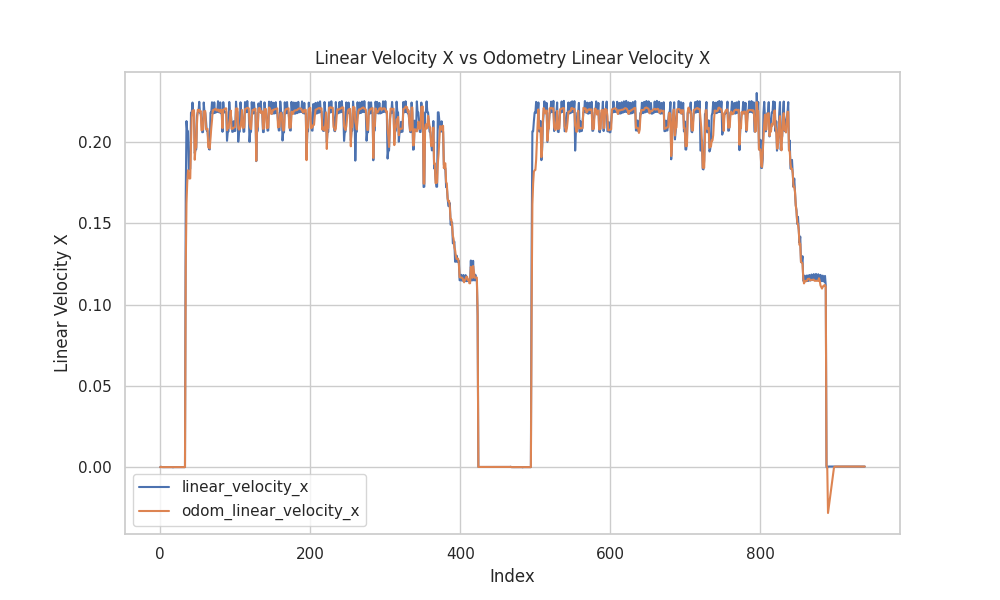 Linear Velocity X vs Odometry Linear Velocity X
0.20
0.15
0.10
0.05
0.00
Linear Velocity X
linear_velocity_x
odom_linear_velocity_x
0 200 400 600 800
Index